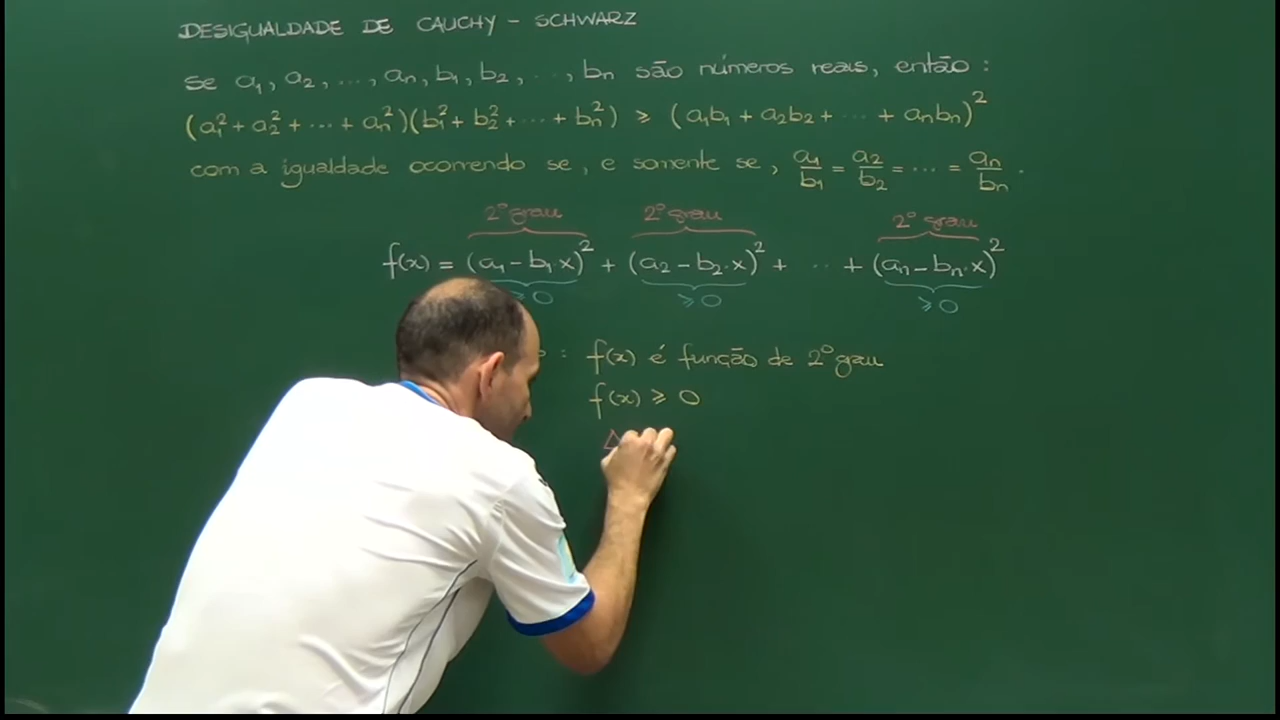 DESIGUALDADE DE CAUCHY - SCHWARZ
Se a₁, a₂, ..., aₙ, b₁, b₂, ..., bₙ são números reais, então :
(a₁² + a₂² + ... + aₙ²)(b₁² + b₂² + ... + bₙ²) ⩾ (a₁b₁ + a₂b₂ + ... + aₙbₙ)²
com a igualdade ocorrendo se, e somente se, a₁/b₁ = a₂/b₂ = ... = aₙ/bₙ .
2º grau 2º grau 2º grau
f(x) = (a₁ - b₁·x)² + (a₂ - b₂·x)² + ... + (aₙ - bₙ·x)²
⩾ 0 ⩾ 0 ⩾ 0
: f(x) é função de 2º grau
f(x) ⩾ 0
Δ